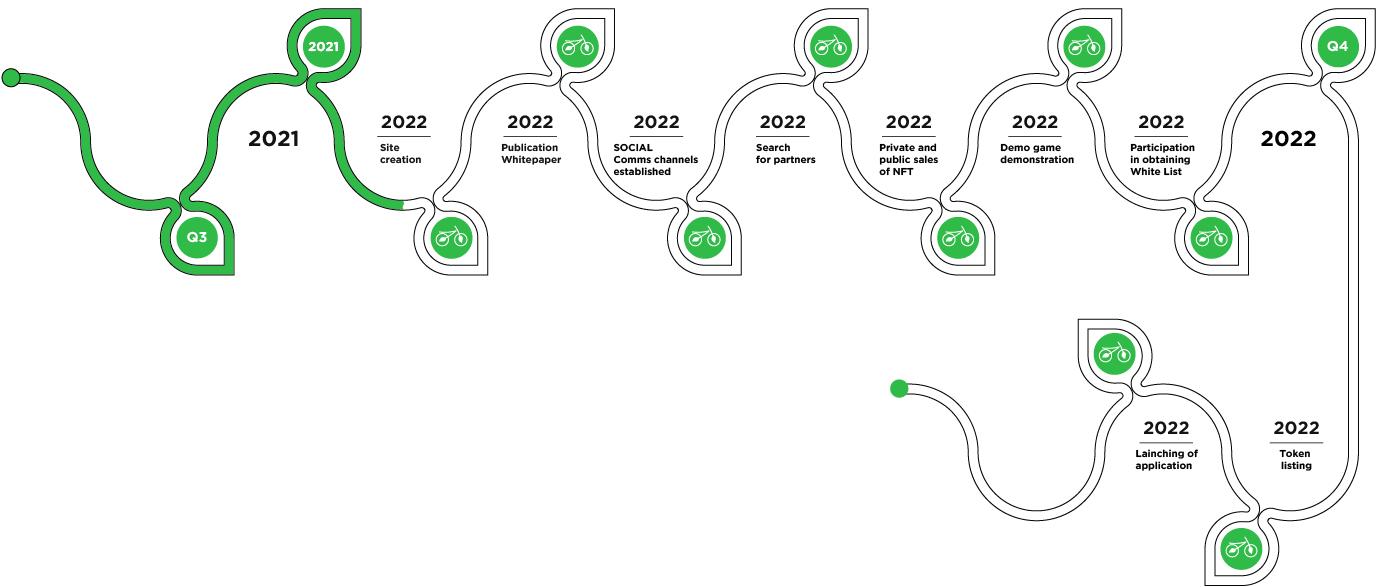 Q3
2021
2021
2022
Site
creation
2022
Publication
Whitepaper
2022
SOCIAL
Comms channels
established
2022
Search
for partners
2022
Private and
public sales
of NFT
2022
Demo game
demonstration
2022
Participation
in obtaining
White List
Q4
2022
2022
Lainching of
application
2022
Token
listing